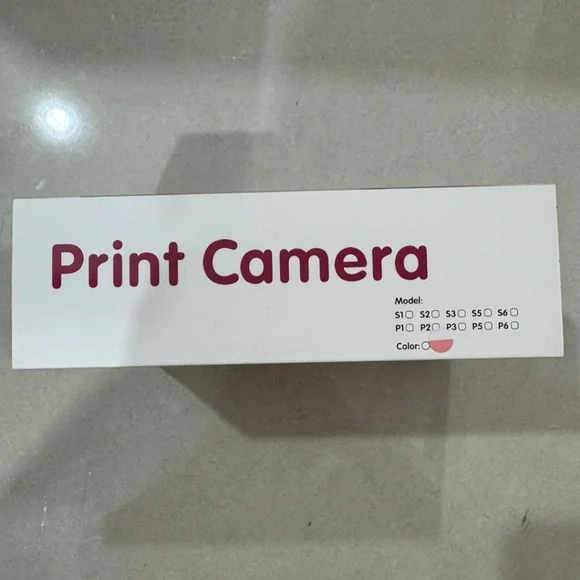 Print Camera
Model:
S1 S2 S3 S5 S6
P1 P2 P3 P5 P6
Color: